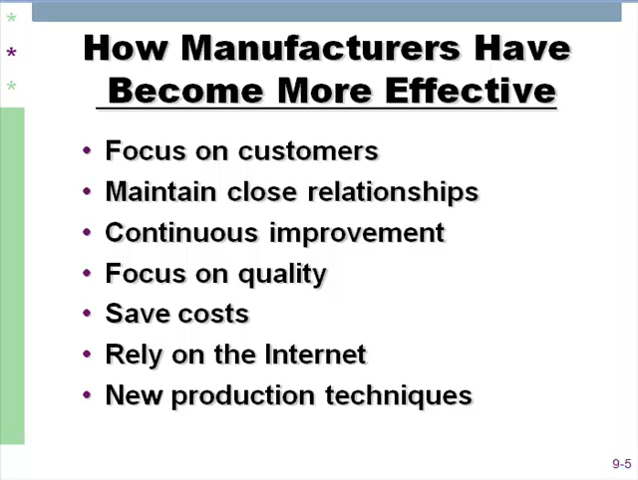 *
*
*
How Manufacturers Have
Become More Effective
• Focus on customers
• Maintain close relationships
• Continuous improvement
• Focus on quality
• Save costs
• Rely on the Internet
• New production techniques
9-5